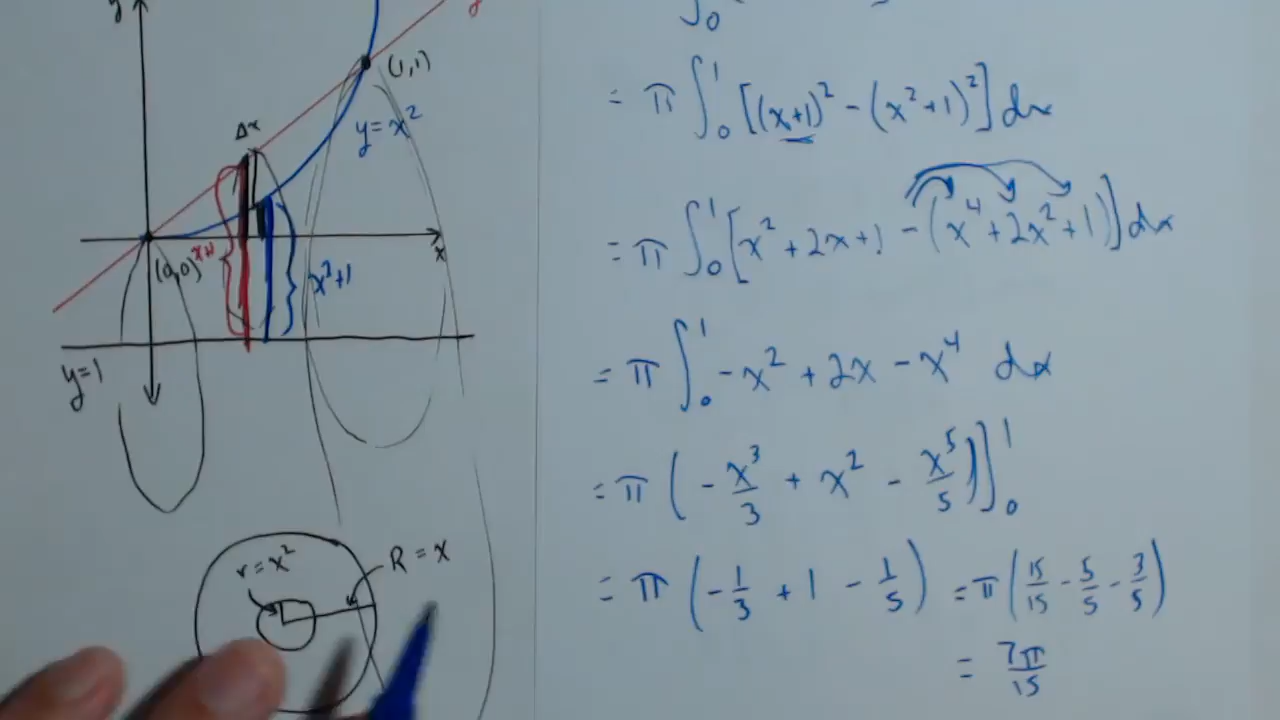 y
(1,1)
Δx
y=x²
x
(0,0)
x+1
x²+1
y=1
r=x²
R=x
∫₀
= π ∫₀¹ [(x+1)² - (x²+1)²] dx
= π ∫₀¹ [x² + 2x + 1 - (x⁴ + 2x² + 1)] dx
= π ∫₀¹ -x² + 2x - x⁴ dx
= π (- x³/3 + x² - x⁵/5)]₀¹
= π (- 1/3 + 1 - 1/5) = π (15/15 - 5/5 - 3/5)
= 7π/15